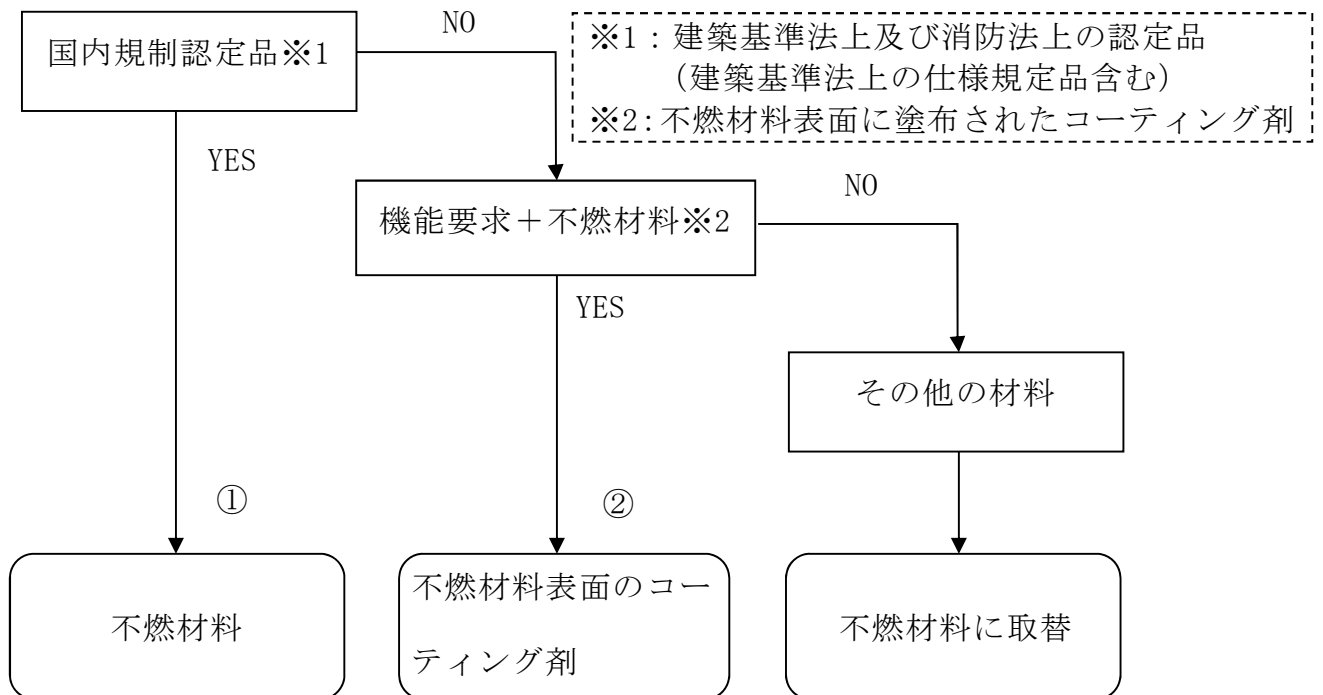 国内規制認定品※1
NO
※1：建築基準法上及び消防法上の認定品
（建築基準法上の仕様規定品含む）
※2：不燃材料表面に塗布されたコーティング剤
YES
機能要求＋不燃材料※2
NO
YES
その他の材料
①
②
不燃材料
不燃材料表面のコー
ティング剤
不燃材料に取替